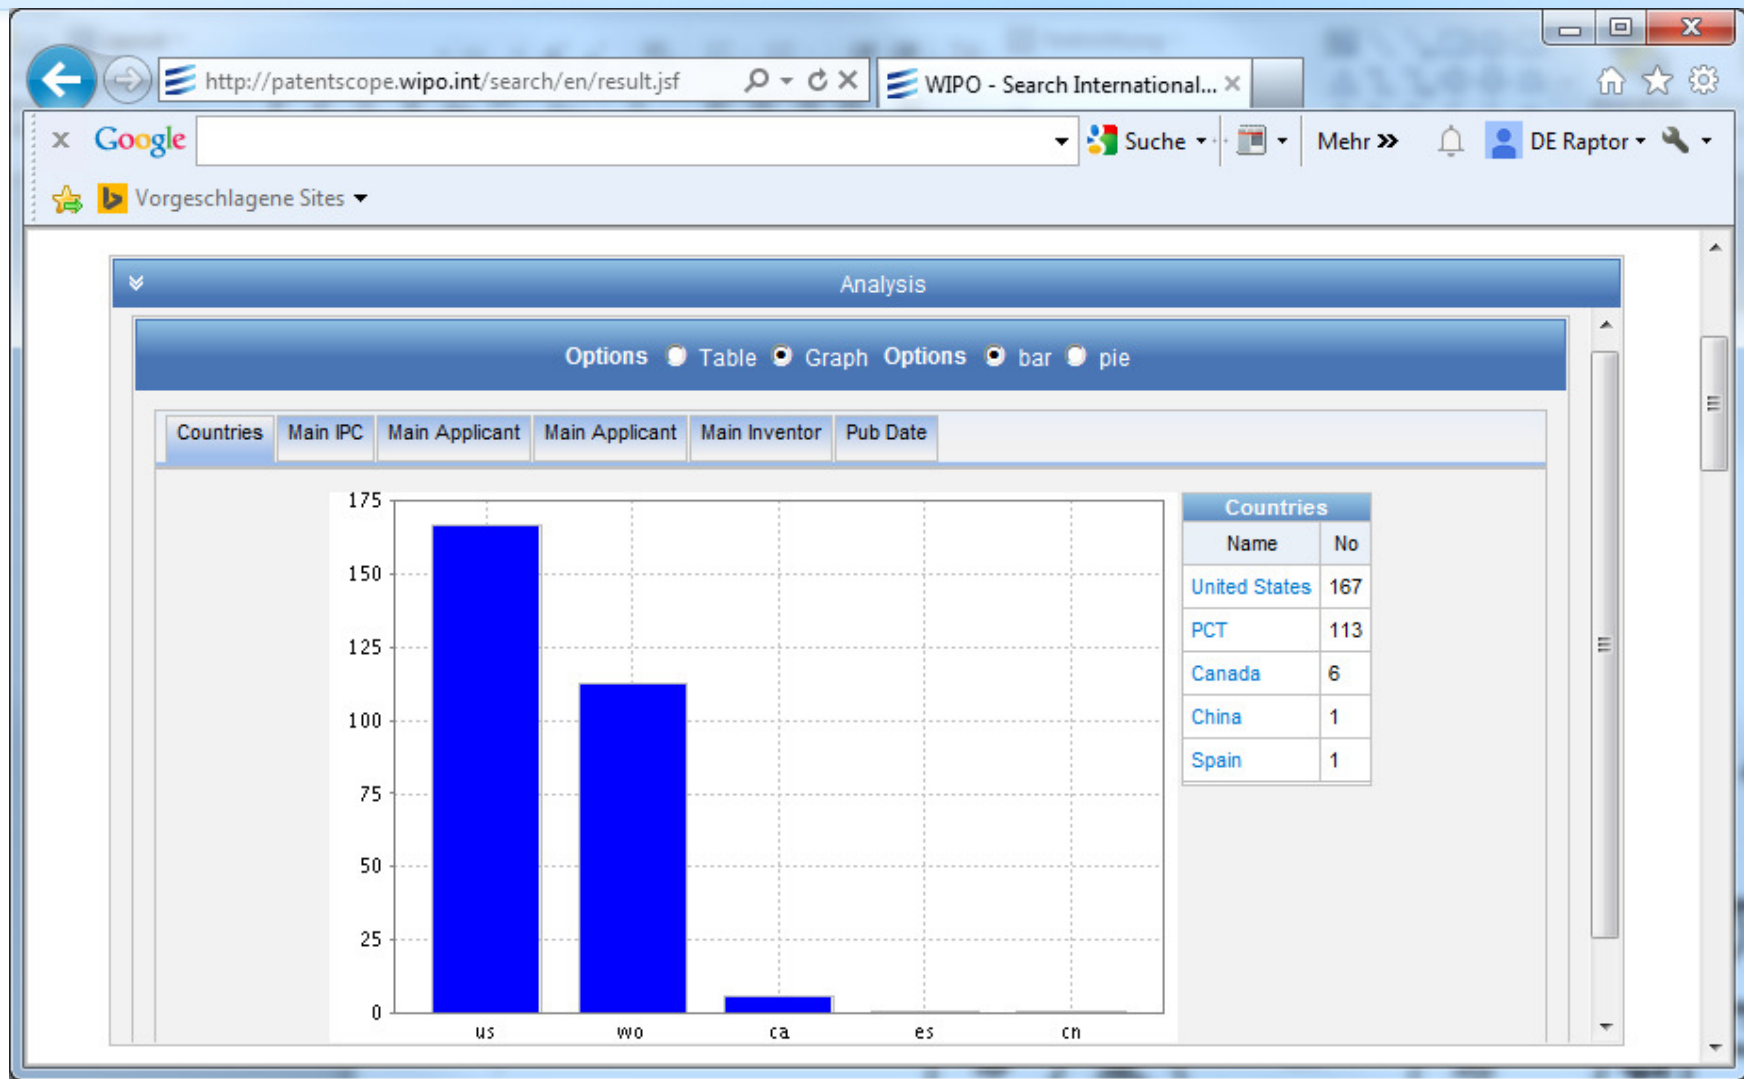 http://patentscope.wipo.int/search/en/result.jsf
WIPO - Search International...
Google Suche Mehr » DE Raptor
Vorgeschlagene Sites
Analysis
Options Table Graph Options bar pie
Countries Main IPC Main Applicant Main Applicant Main Inventor Pub Date
175
150
125
100
75
50
25
0
us wo ca es cn
Countries
Name No
United States 167
PCT 113
Canada 6
China 1
Spain 1